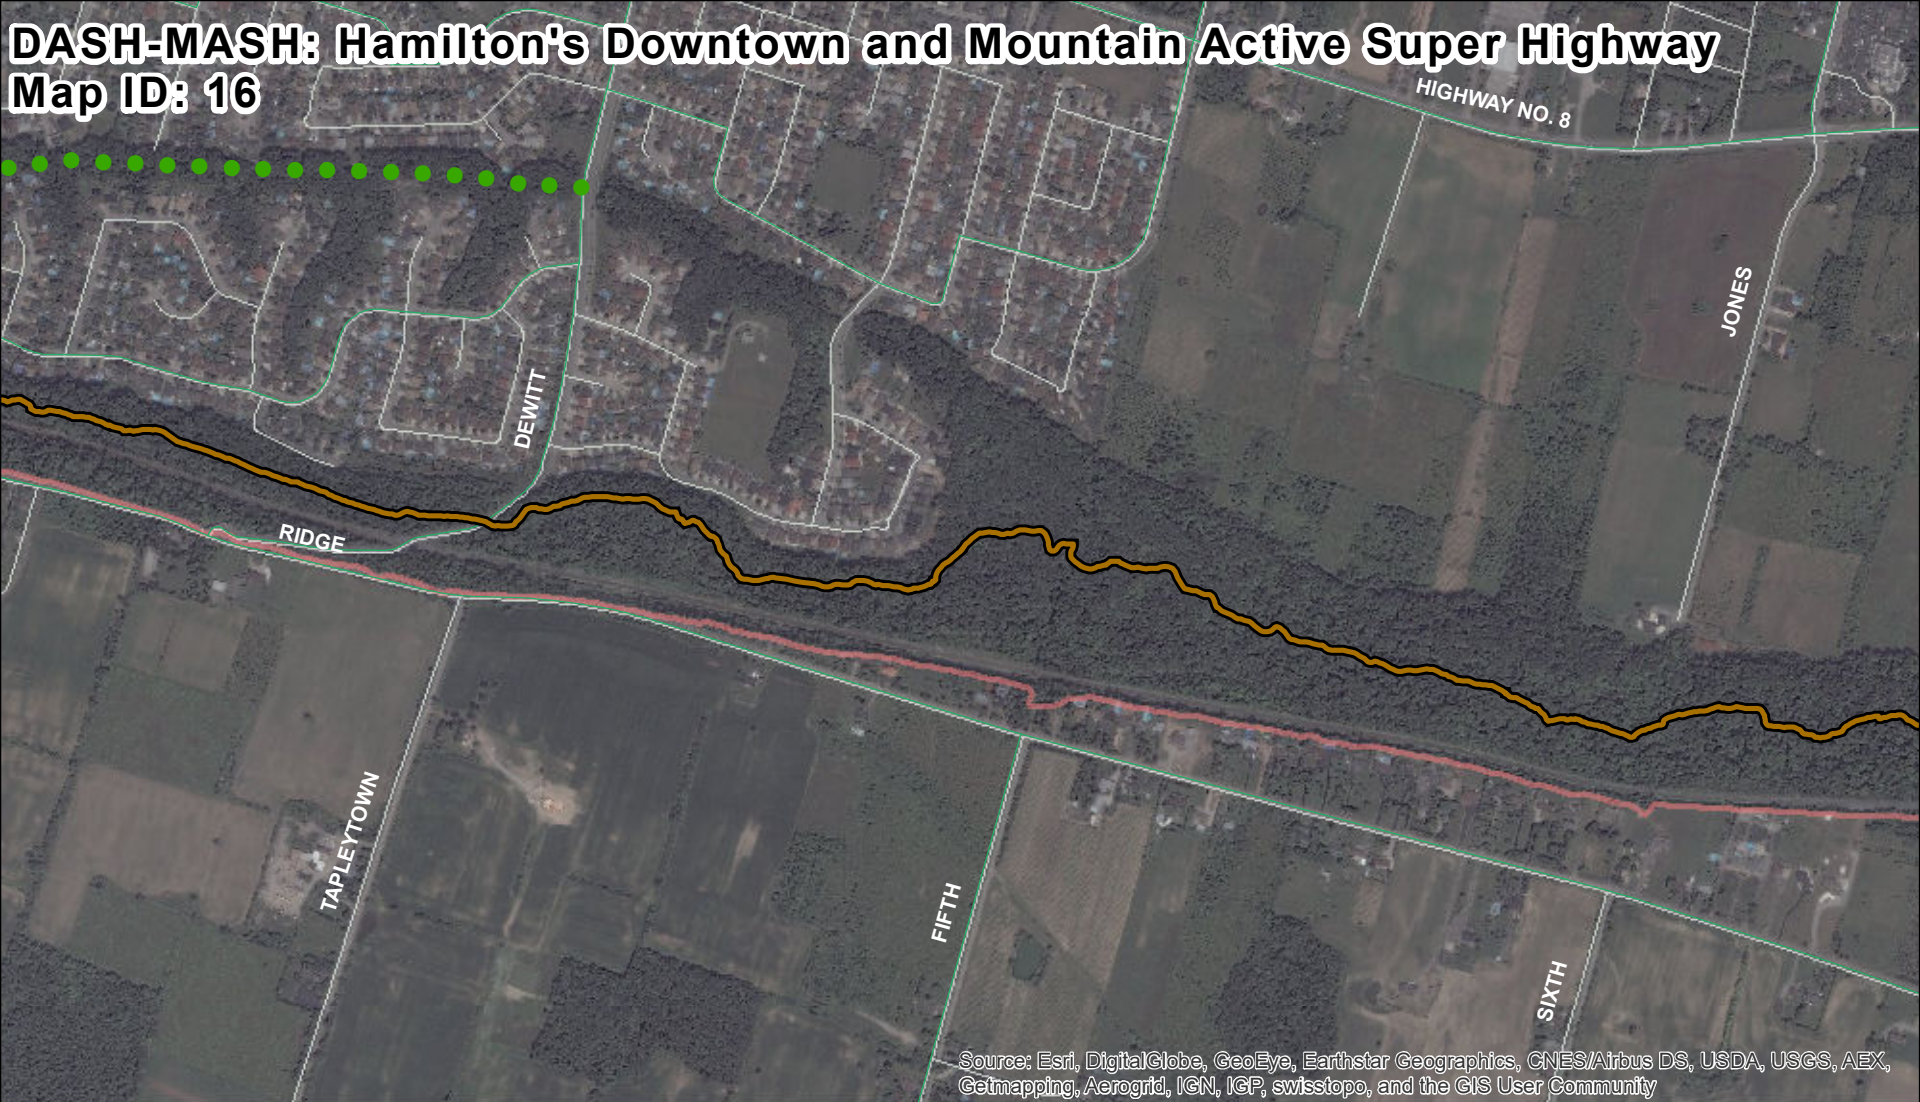 DASH-MASH: Hamilton's Downtown and Mountain Active Super Highway
Map ID: 16
HIGHWAY NO. 8
JONES
DEWITT
RIDGE
TAPLEYTOWN
FIFTH
SIXTH
Source: Esri, DigitalGlobe, GeoEye, Earthstar Geographics, CNES/Airbus DS, USDA, USGS, AEX,
Getmapping, Aerogrid, IGN, IGP, swisstopo, and the GIS User Community